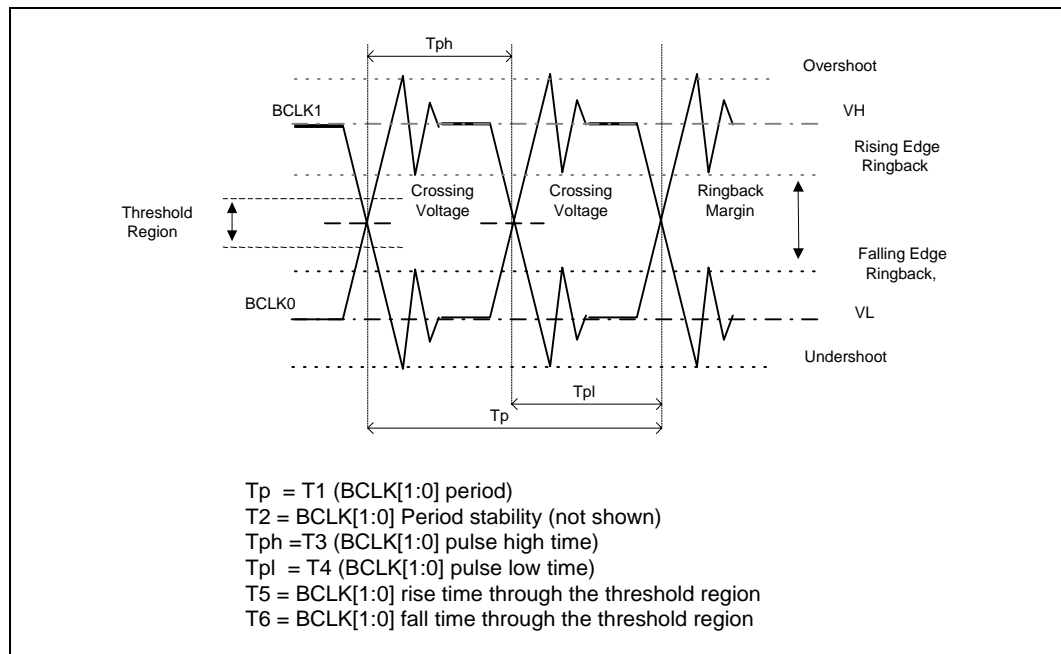 Tph
Overshoot
BCLK1
VH
Rising Edge
Ringback
Crossing
Voltage
Crossing
Voltage
Ringback
Margin
Threshold
Region
Falling Edge
Ringback,
BCLK0
VL
Undershoot
Tpl
Tp
Tp = T1 (BCLK[1:0] period)
T2 = BCLK[1:0] Period stability (not shown)
Tph =T3 (BCLK[1:0] pulse high time)
Tpl = T4 (BCLK[1:0] pulse low time)
T5 = BCLK[1:0] rise time through the threshold region
T6 = BCLK[1:0] fall time through the threshold region